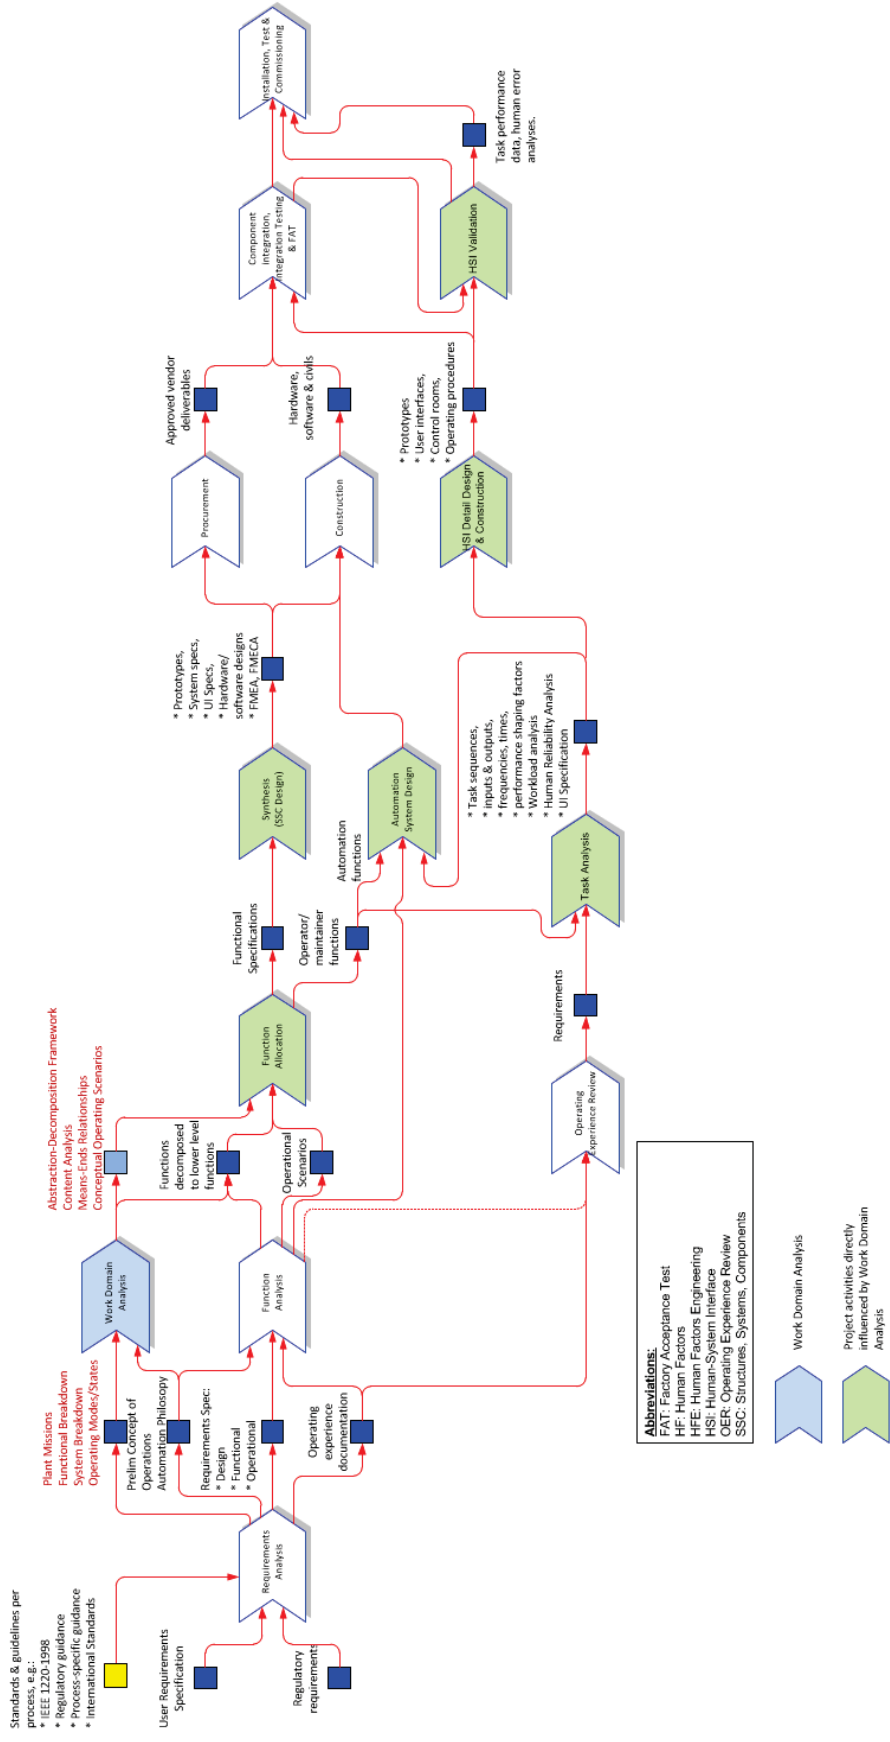 Standards & guidelines per
process, e.g.:
* IEEE 1220-1998
* Regulatory guidance
* Process-specific guidance
* International Standards
User Requirements
Specification
Regulatory
requirements
Requirements
Analysis
Plant Missions
Functional Breakdown
System Breakdown
Operating Modes/States
Prelim Concept of
Operations
Automation Philosophy
Requirements Spec:
* Design
* Functional
* Operational
Operating
experience
documentation
Work Domain
Analysis
Function
Analysis
Abstraction-Decomposition Framework
Content Analysis
Means-Ends Relationships
Conceptual Operating Scenarios
Functions
decomposed
to lower level
functions
Operational
Scenarios
Operating
Experience Review
Function
Allocation
Requirements
Functional
Specifications
Operator/
maintainer
functions
Automation
functions
Task Analysis
Synthesis
(SSC Design)
Automation
System Design
* Task sequences,
* inputs & outputs,
* frequencies, times,
* performance shaping factors
* Workload analysis
* Human Reliability Analysis
* UI Specification
* Prototypes,
* System specs,
* UI Specs,
* Hardware/
software designs
* FMEA, FMECA
Procurement
Construction
HSI Detail Design
& Construction
Approved vendor
deliverables
Hardware,
software & civils
* Prototypes
* User interfaces,
* Control rooms,
* Operating procedures
Component
Integration,
Integration Testing
& FAT
HSI Validation
Task performance
data, human error
analyses.
Installation, Test &
Commissioning
Abbreviations:
FAT: Factory Acceptance Test
HF: Human Factors
HFE: Human Factors Engineering
HSI: Human-System Interface
OER: Operating Experience Review
SSC: Structures, Systems, Components
Work Domain Analysis
Project activities directly
influenced by Work Domain
Analysis